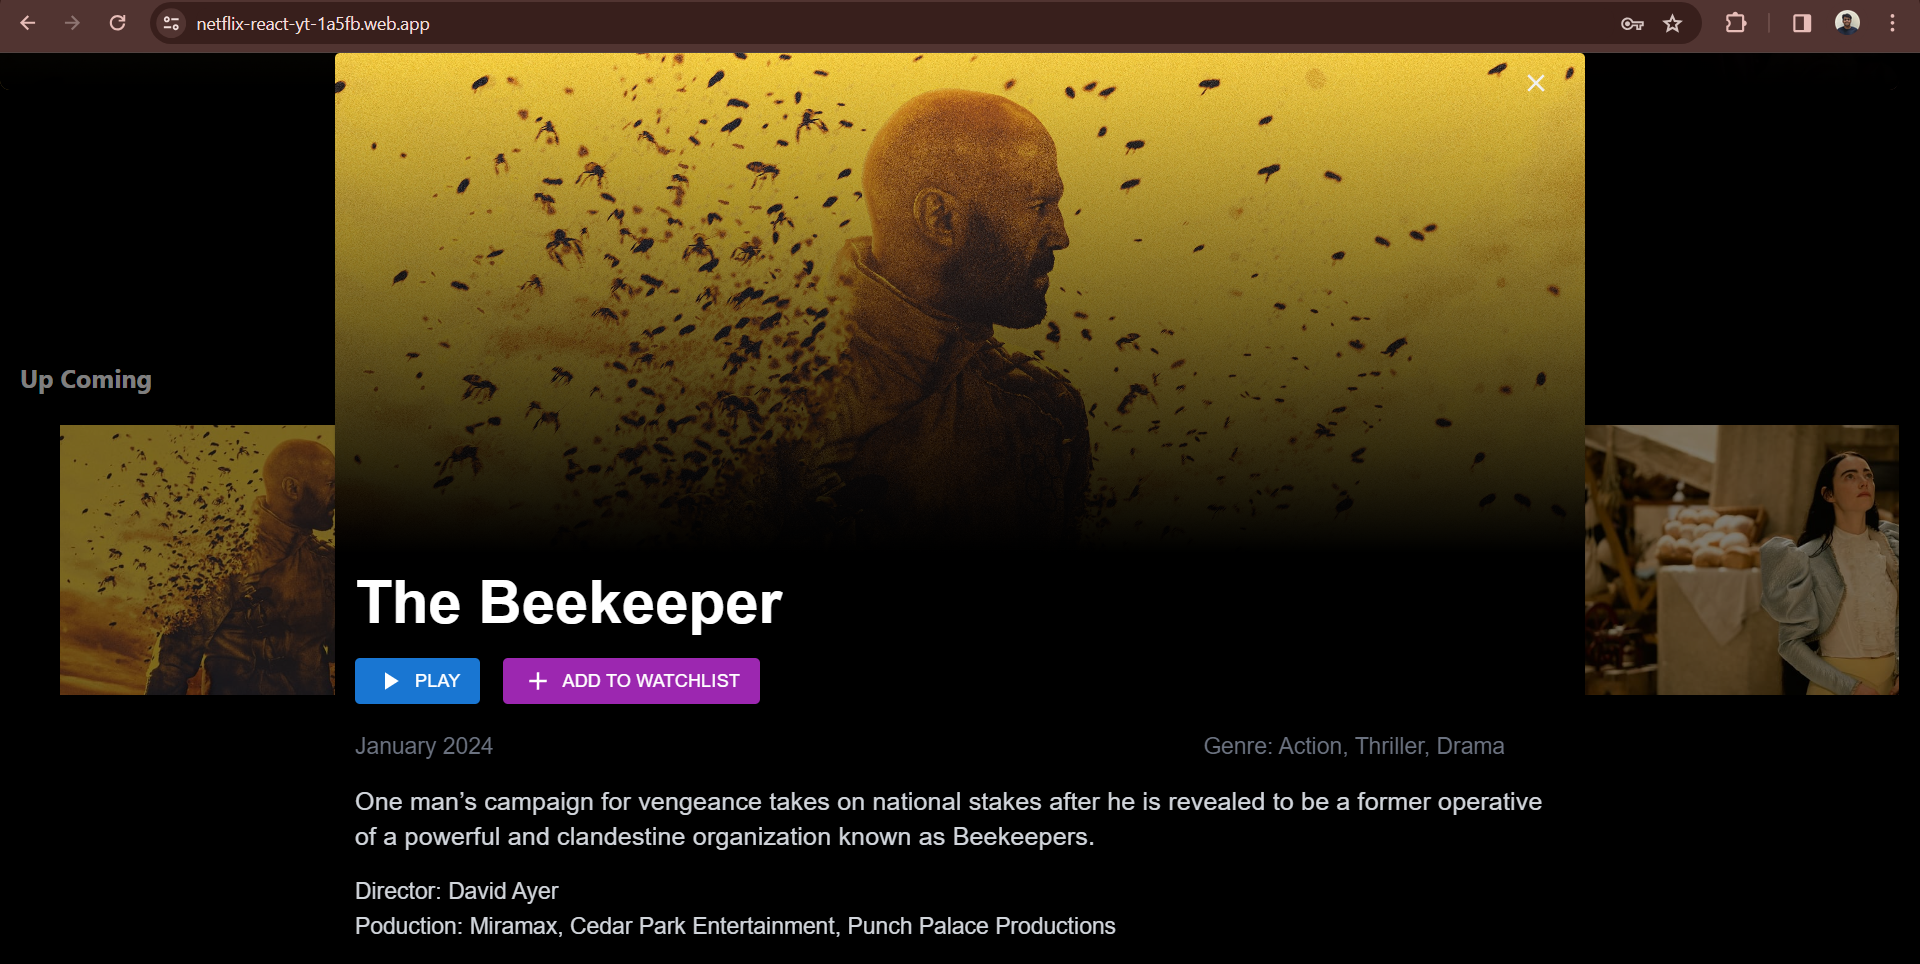 netflix-react-yt-1a5fb.web.app
Up Coming
The Beekeeper
PLAY
ADD TO WATCHLIST
January 2024
Genre: Action, Thriller, Drama
One man’s campaign for vengeance takes on national stakes after he is revealed to be a former operative
of a powerful and clandestine organization known as Beekeepers.
Director: David Ayer
Poduction: Miramax, Cedar Park Entertainment, Punch Palace Productions